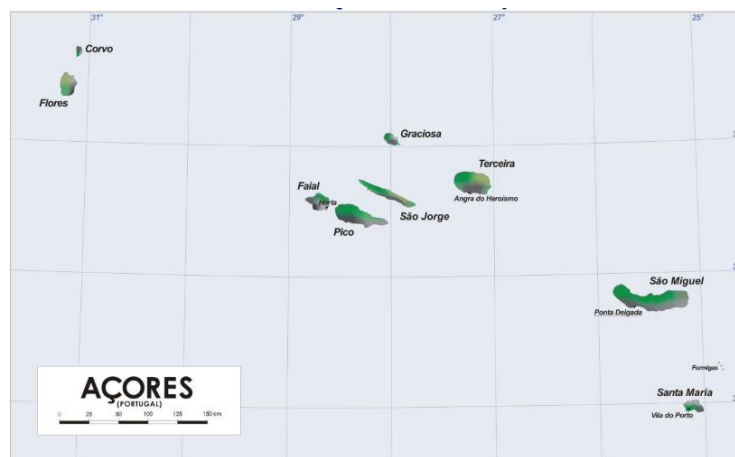 31°
29°
27°
25°
Corvo
Flores
Graciosa
Terceira
Angra do Heroísmo
Faial
Horta
São Jorge
Pico
São Miguel
Ponta Delgada
Formigas
Santa Maria
Vila do Porto
AÇORES
(PORTUGAL)
0 25 50 100 125 150 km